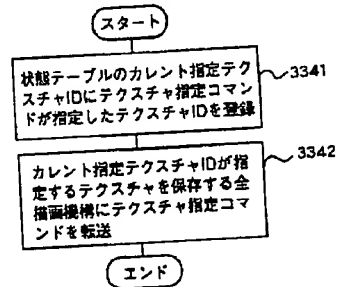 スタート
状態テーブルのカレント指定テク
スチャIDにテクスチャ指定コマン
ドが指定したテクスチャIDを登録
3341
カレント指定テクスチャIDが指
定するテクスチャを保存する全
描画機構にテクスチャ指定コマ
ンドを転送
3342
エンド